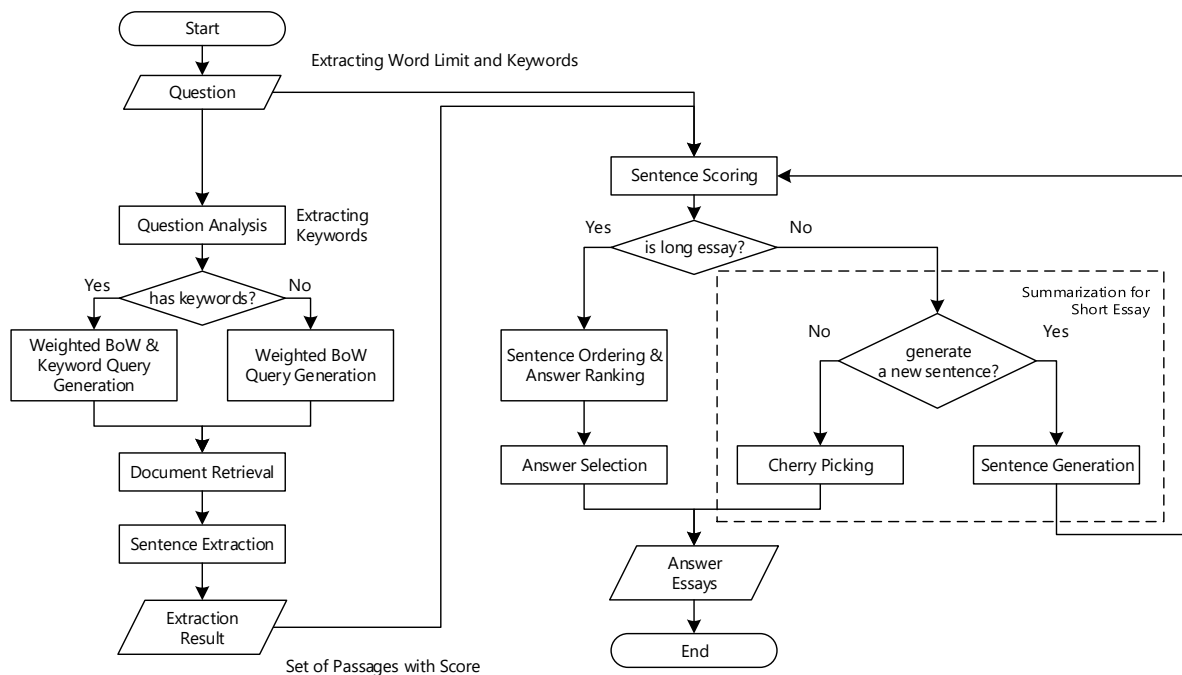 Start
Extracting Word Limit and Keywords
Question
Sentence Scoring
Question Analysis
Extracting
Keywords
Yes
No
is long essay?
has keywords?
Yes
No
Summarization for
Short Essay
Weighted BoW &
Keyword Query
Generation
Weighted BoW
Query Generation
Sentence Ordering &
Answer Ranking
No
Yes
generate
a new sentence?
Document Retrieval
Answer Selection
Cherry Picking
Sentence Generation
Sentence Extraction
Answer
Essays
Extraction
Result
End
Set of Passages with Score